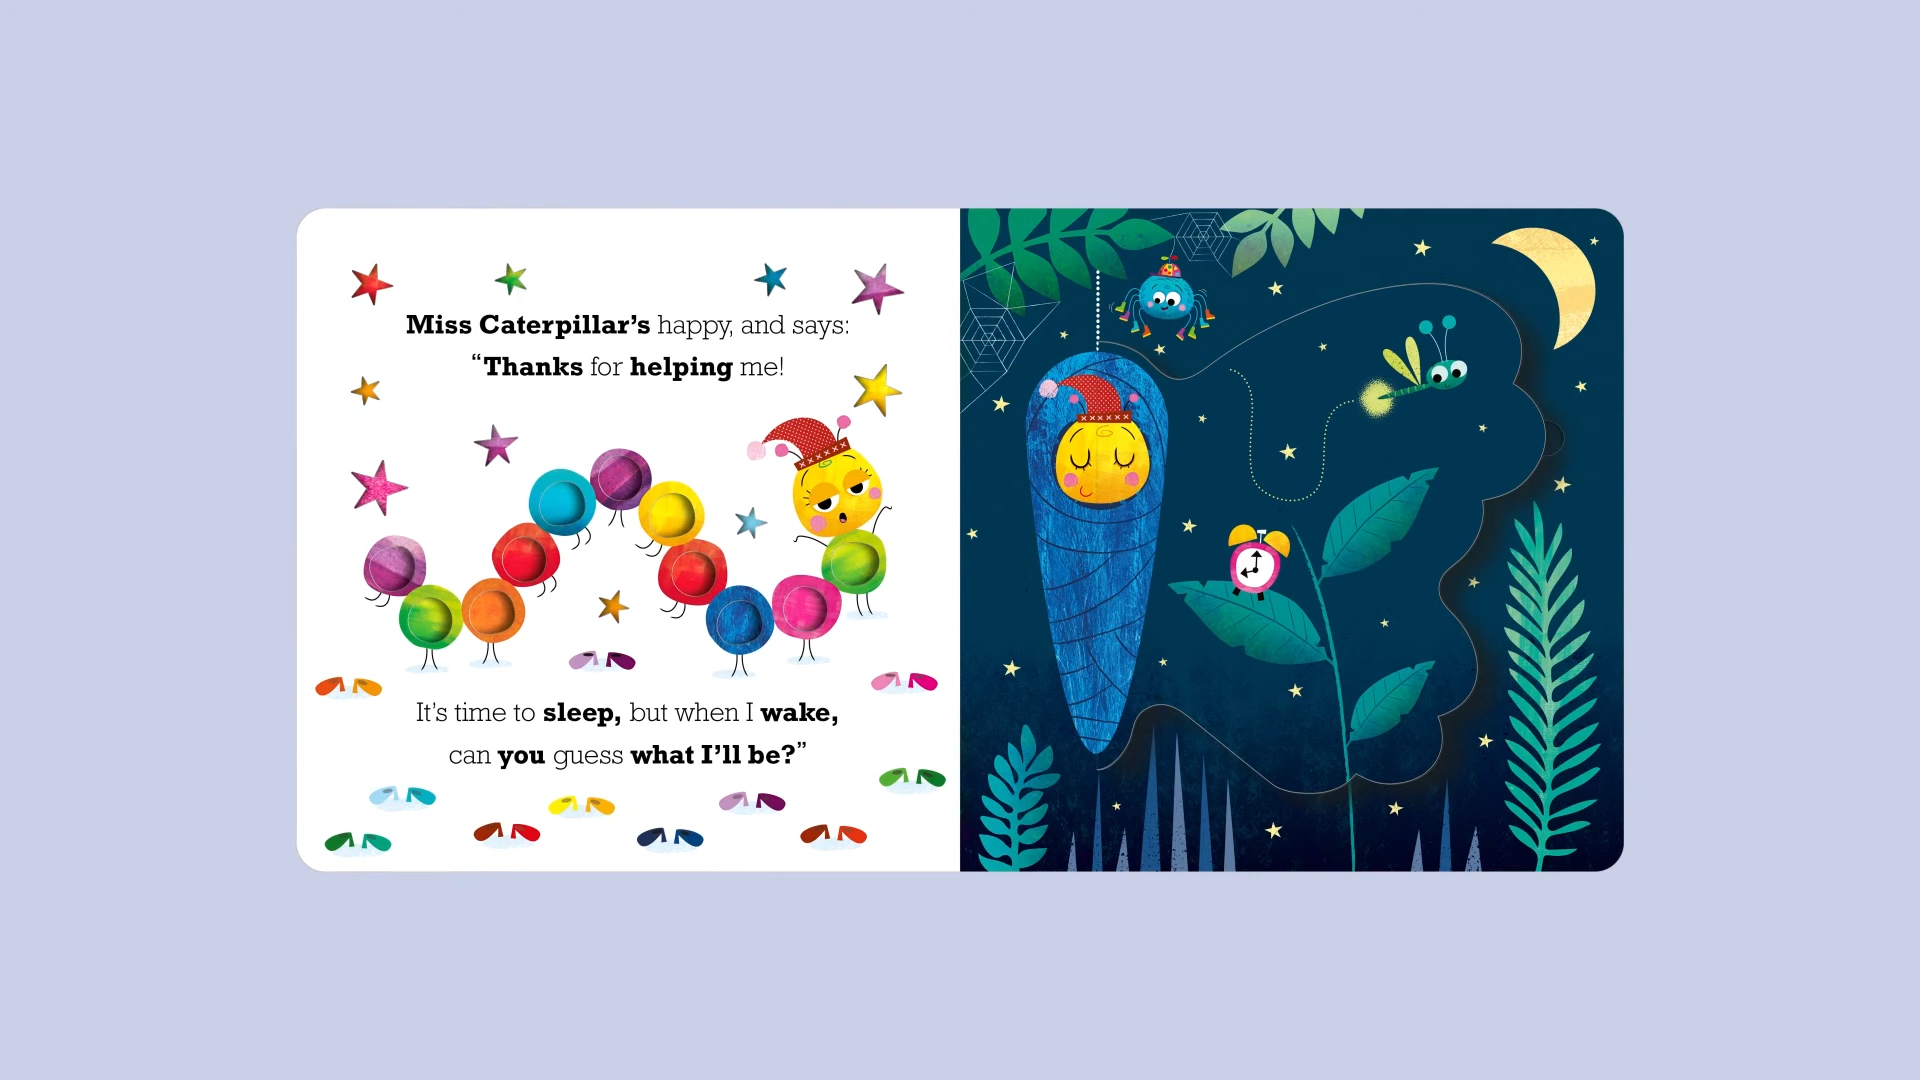 Miss Caterpillar’s happy, and says:
“Thanks for helping me!
It’s time to sleep, but when I wake,
can you guess what I’ll be?”